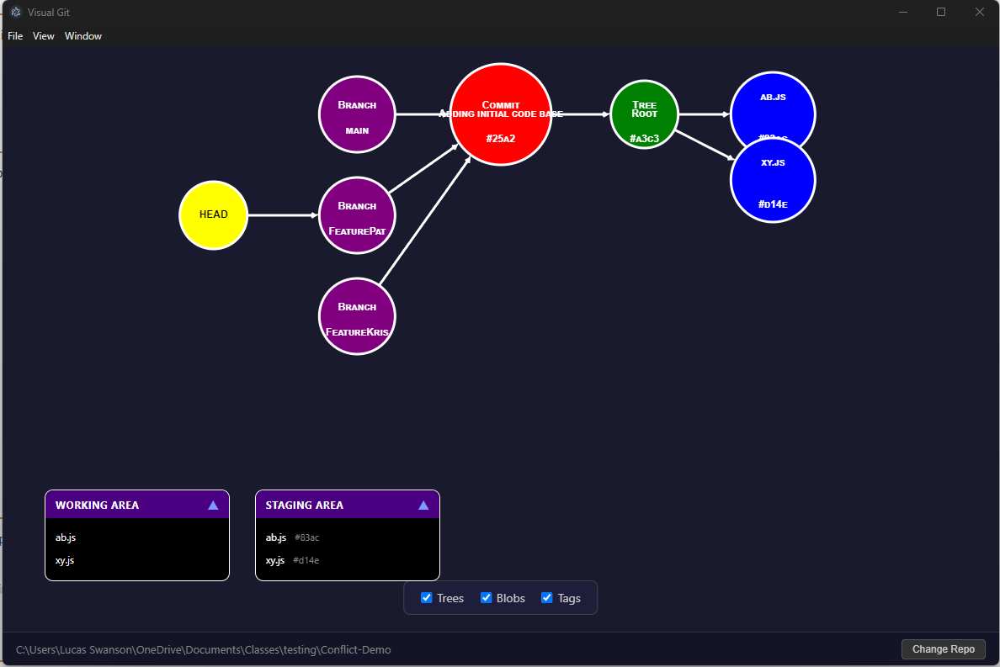 Visual Git
File View Window
Branch
main
Commit
Adding initial code base
#25a2
Tree
Root
#a3c3
ab.js
xy.js
#d14e
HEAD
Branch
FeaturePat
Branch
FeatureKris
WORKING AREA
ab.js
xy.js
STAGING AREA
ab.js #83ac
xy.js #d14e
Trees Blobs Tags
C:\Users\Lucas Swanson\OneDrive\Documents\Classes\testing\Conflict-Demo
Change Repo